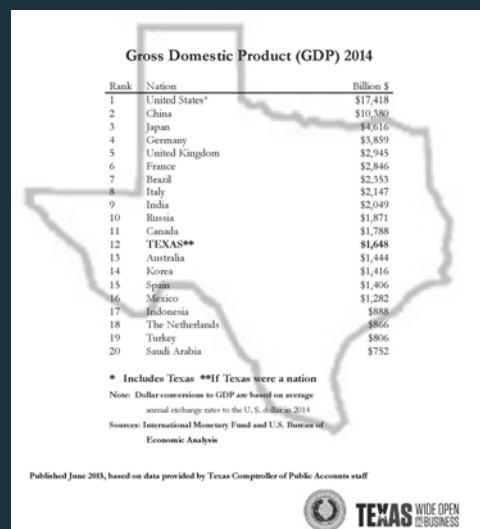 Gross Domestic Product (GDP) 2014
Rank Nation Billion $
1 United States* $17,418
2 China $10,380
3 Japan $4,616
4 Germany $3,859
5 United Kingdom $2,945
6 France $2,846
7 Brazil $2,353
8 Italy $2,147
9 India $2,049
10 Russia $1,871
11 Canada $1,788
12 TEXAS** $1,648
13 Australia $1,444
14 Korea $1,416
15 Spain $1,406
16 Mexico $1,282
17 Indonesia $888
18 The Netherlands $866
19 Turkey $806
20 Saudi Arabia $752
* Includes Texas **If Texas were a nation
Note: Dollar conversions to GDP are based on average
annual exchange rates to the U. S. dollar in 2014
Sources: International Monetary Fund and U.S. Bureau of
Economic Analysis
Published June 2015, based on data provided by Texas Comptroller of Public Accounts staff
TEXAS WIDE OPEN
FOR BUSINESS